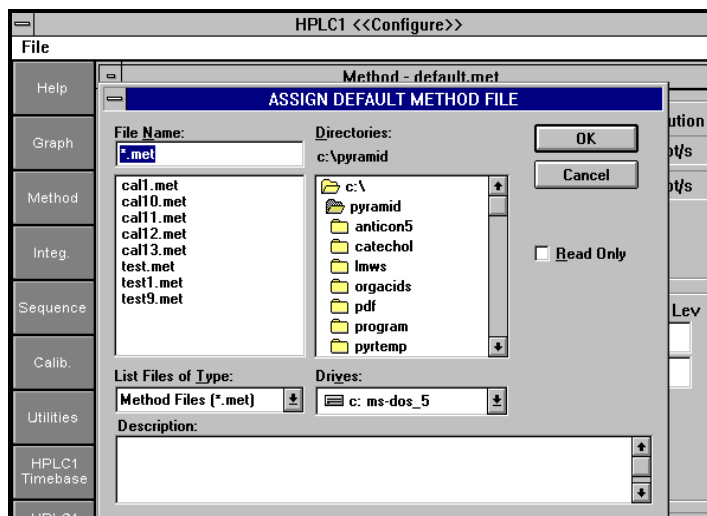 HPLC1 <<Configure>>
File
Help
Graph
Method
Integ.
Sequence
Calib.
Utilities
HPLC1
Timebase
Method - default.met
ASSIGN DEFAULT METHOD FILE
File Name:
*.met
cal1.met
cal10.met
cal11.met
cal12.met
cal13.met
test.met
test1.met
test9.met
List Files of Type:
Method Files (*.met)
Directories:
c:\pyramid
c:\
pyramid
anticon5
catechol
lmws
orgacids
pdf
program
pyrtemp
Drives:
c: ms-dos_5
OK
Cancel
Read Only
Description:
ution
pt/s
pt/s
Lev